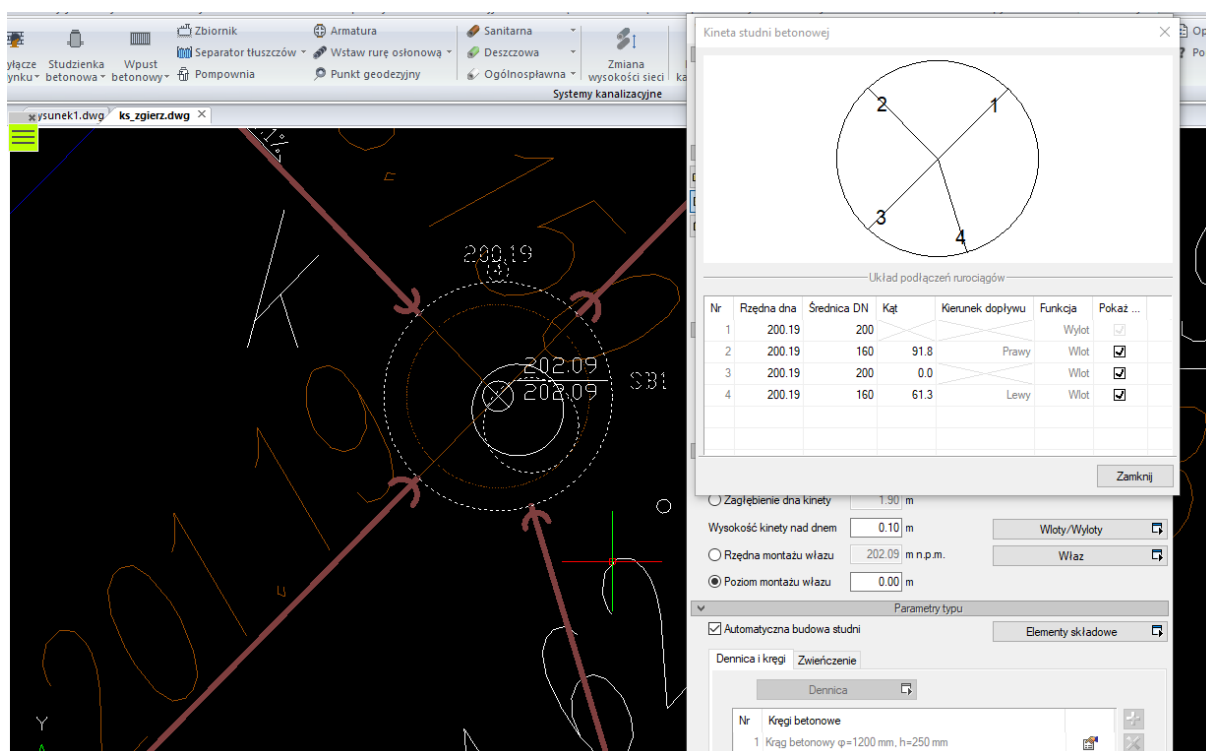 Zbiornik
Armatura
Sanitarna
Separator tłuszczów
Wstaw rurę osłonową
Deszczowa
Studzienka betonowa
Wpust betonowy
Pompownia
Punkt geodezyjny
Ogólnospławna
Zmiana wysokości sieci
Systemy kanalizacyjne
ysunek1.dwg
ks_zgierz.dwg
200.19
202.09
202.09
SB1
Y
Kineta studni betonowej
1
2
3
4
Układ podłączeń rurociągów
Nr Rzędna dna Średnica DN Kąt Kierunek dopływu Funkcja Pokaż ...
1 200.19 200 Wylot
2 200.19 160 91.8 Prawy Wlot
3 200.19 200 0.0 Wlot
4 200.19 160 61.3 Lewy Wlot
Zamknij
Zagłębienie dna kinety 1.90 m
Wysokość kinety nad dnem 0.10 m
Wloty/Wyloty
Rzędna montażu włazu 202.09 m n.p.m.
Właz
Poziom montażu włazu 0.00 m
Parametry typu
Automatyczna budowa studni
Elementy składowe
Dennica i kręgi
Zwieńczenie
Dennica
Nr Kręgi betonowe
1 Krąg betonowy φ=1200 mm, h=250 mm